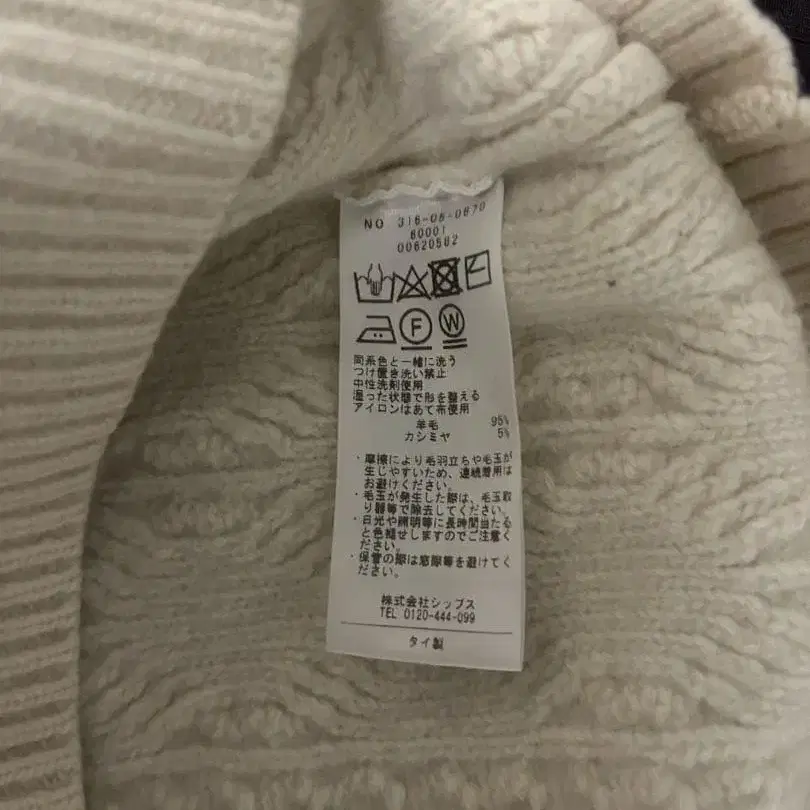 NO 316-08-0670
60001
00620502
F W
同系色と一緒に洗う
つけ置き洗い禁止
中性洗剤使用
湿った状態で形を整える
アイロンはあて布使用
羊毛 95%
カシミヤ 5%
・摩擦により毛羽立ちや毛玉が
生じやすいため、連続着用は
お避けください。
・毛玉が発生した際は、毛玉取
り器等で除去してください。
・日光や照明等に長時間当たる
と色褪せしますのでご注意く
ださい。
・保管の際は窓際等を避けてく
ださい。
株式会社シップス
TEL 0120-444-099
タイ製